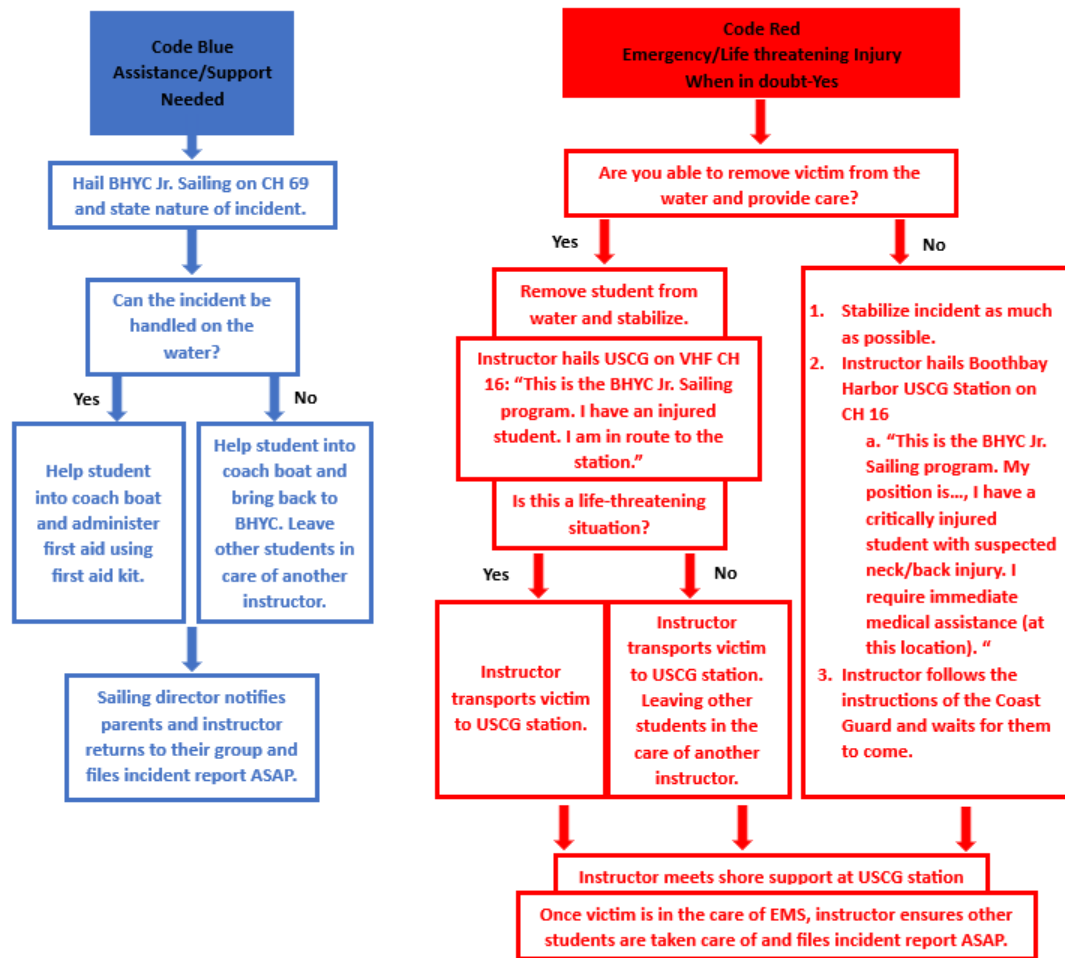 Code Blue
Assistance/Support
Needed
Hail BHYC Jr. Sailing on CH 69
and state nature of incident.
Can the incident be
handled on the
water?
Yes
No
Help student
into coach boat
and administer
first aid using
first aid kit.
Help student into
coach boat and
bring back to
BHYC. Leave
other students in
care of another
instructor.
Sailing director notifies
parents and instructor
returns to their group and
files incident report ASAP.
Code Red
Emergency/Life threatening Injury
When in doubt-Yes
Are you able to remove victim from the
water and provide care?
Yes
No
Remove student from
water and stabilize.
Instructor hails USCG on VHF CH
16: “This is the BHYC Jr. Sailing
program. I have an injured
student. I am in route to the
station.”
Is this a life-threatening
situation?
Yes
No
Instructor
transports victim
to USCG station.
Instructor
transports victim
to USCG station.
Leaving other
students in the
care of another
instructor.
1. Stabilize incident as much
as possible.
2. Instructor hails Boothbay
Harbor USCG Station on
CH 16
a. “This is the BHYC Jr.
Sailing program. My
position is…, I have a
critically injured
student with suspected
neck/back injury. I
require immediate
medical assistance (at
this location). “
3. Instructor follows the
instructions of the Coast
Guard and waits for them
to come.
Instructor meets shore support at USCG station
Once victim is in the care of EMS, instructor ensures other
students are taken care of and files incident report ASAP.